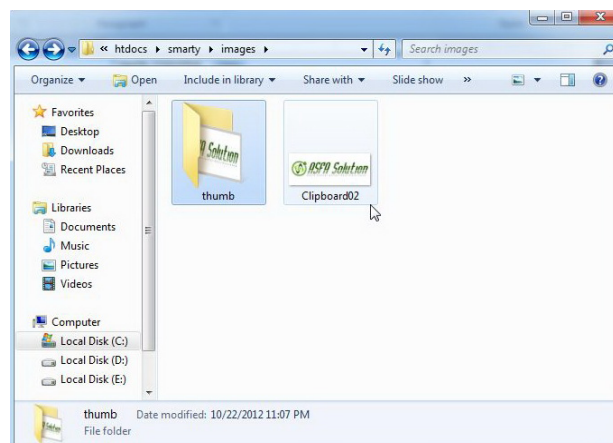 « htdocs ▸ smarty ▸ images ▸
Search images
Organize ▾ Open Include in library ▾ Share with ▾ Slide show »
Favorites
Desktop
Downloads
Recent Places
Libraries
Documents
Music
Pictures
Videos
Computer
Local Disk (C:)
Local Disk (D:)
Local Disk (E:)
Solution
thumb
Solution
Clipboard02
thumb Date modified: 10/22/2012 11:07 PM
File folder